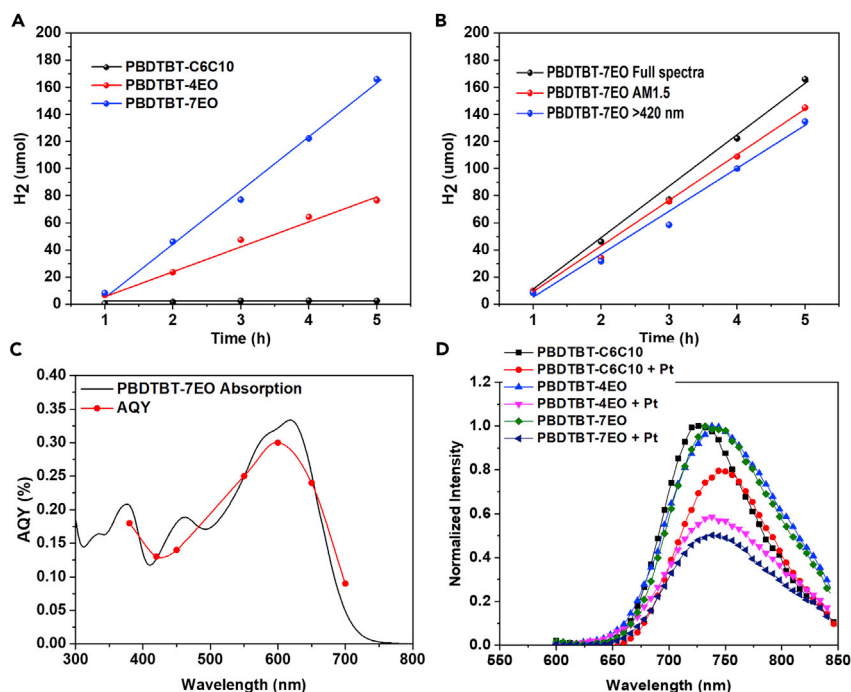 A
H2 (umol)
200
180
160
140
120
100
80
60
40
20
0
PBDTBT-C6C10
PBDTBT-4EO
PBDTBT-7EO
1 2 3 4 5
Time (h)
B
H2 (umol)
200
180
160
140
120
100
80
60
40
20
0
PBDTBT-7EO Full spectra
PBDTBT-7EO AM1.5
PBDTBT-7EO >420 nm
1 2 3 4 5
Time (h)
C
AQY (%)
0.40
0.35
0.30
0.25
0.20
0.15
0.10
0.05
0.00
PBDTBT-7EO Absorption
AQY
300 400 500 600 700 800
Wavelength (nm)
D
PBDTBT-C6C10
PBDTBT-C6C10 + Pt
PBDTBT-4EO
PBDTBT-4EO + Pt
PBDTBT-7EO
PBDTBT-7EO + Pt
Normalized Intensity
1.2
1.0
0.8
0.6
0.4
0.2
0.0
550 600 650 700 750 800 850
Wavelength (nm)